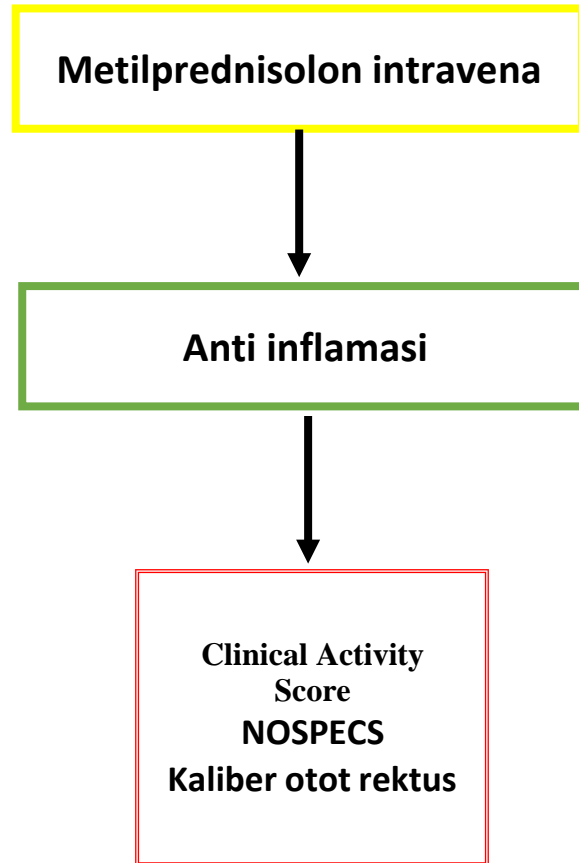 Metilprednisolon intravena
Anti inflamasi
Clinical Activity
Score
NOSPECS
Kaliber otot rektus